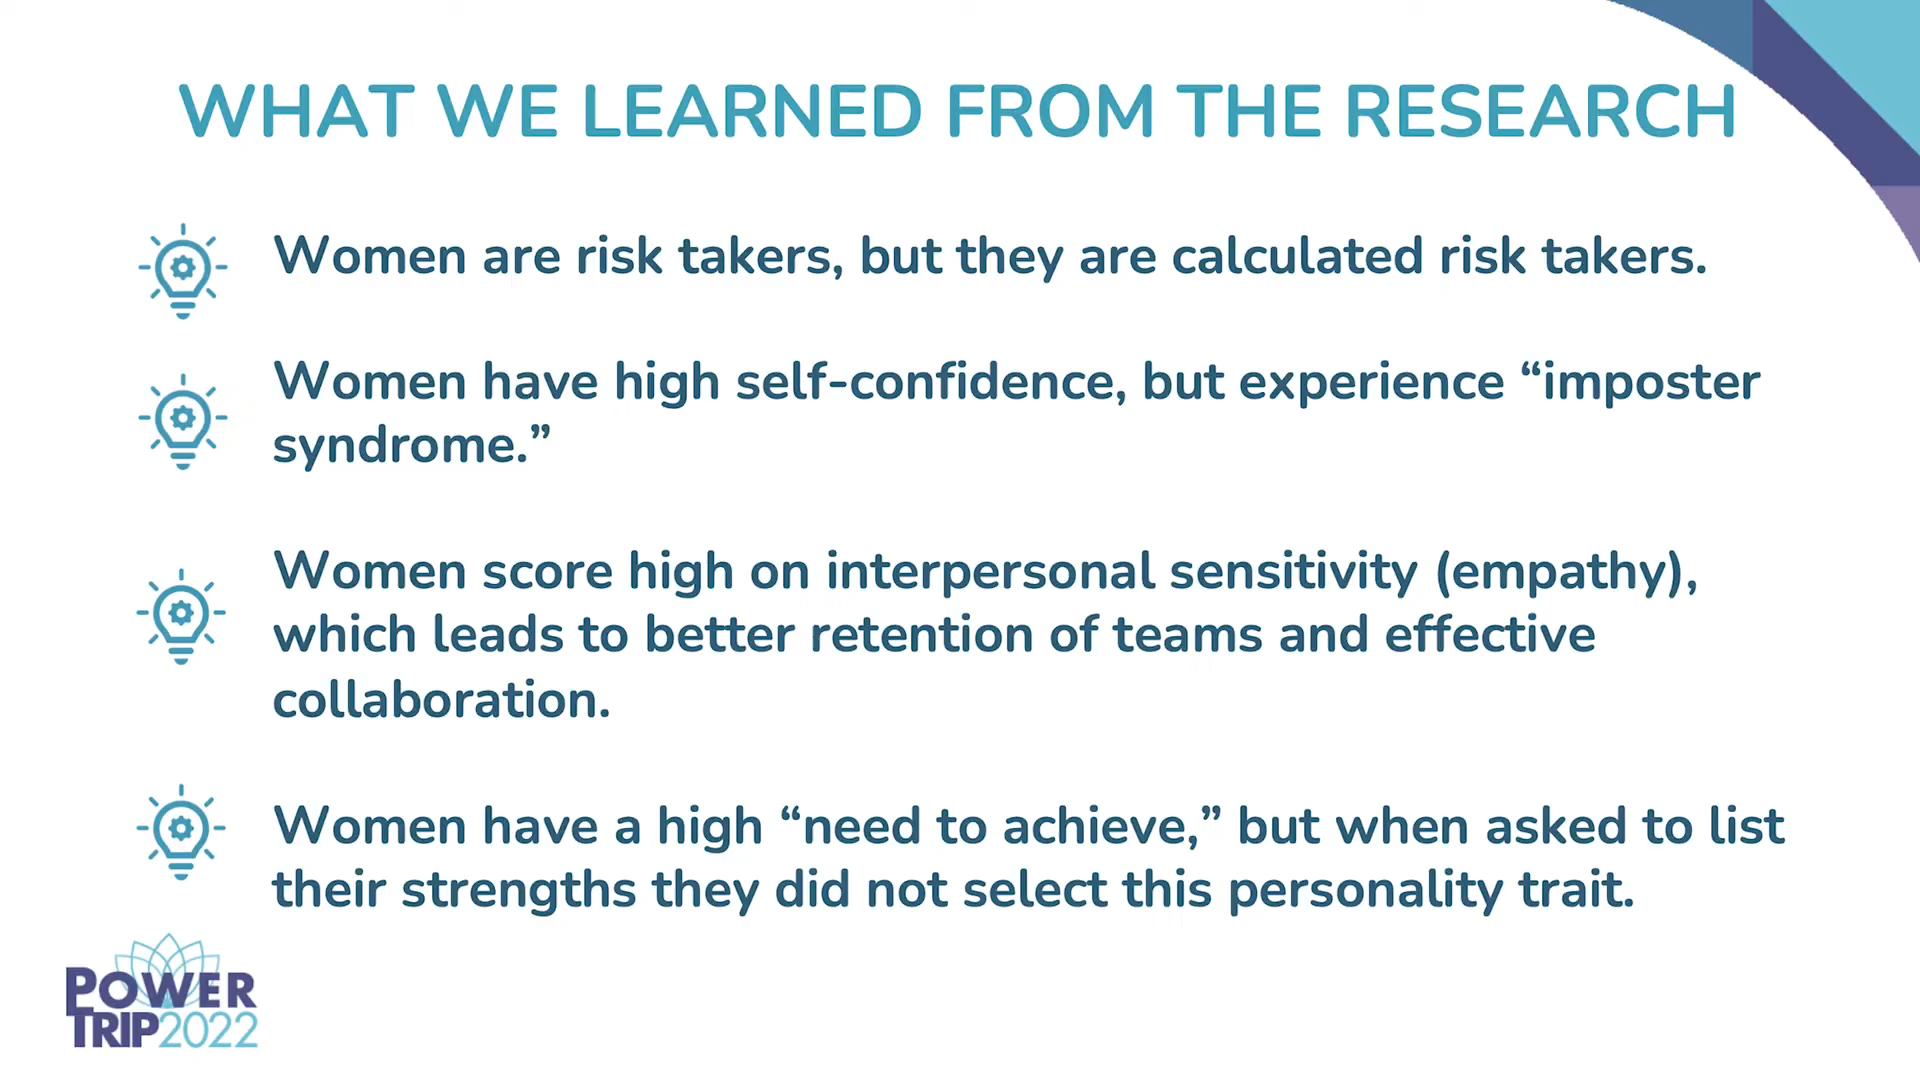 WHAT WE LEARNED FROM THE RESEARCH
Women are risk takers, but they are calculated risk takers.
Women have high self-confidence, but experience “imposter
syndrome.”
Women score high on interpersonal sensitivity (empathy),
which leads to better retention of teams and effective
collaboration.
Women have a high “need to achieve,” but when asked to list
their strengths they did not select this personality trait.
POWER
TRIP2022